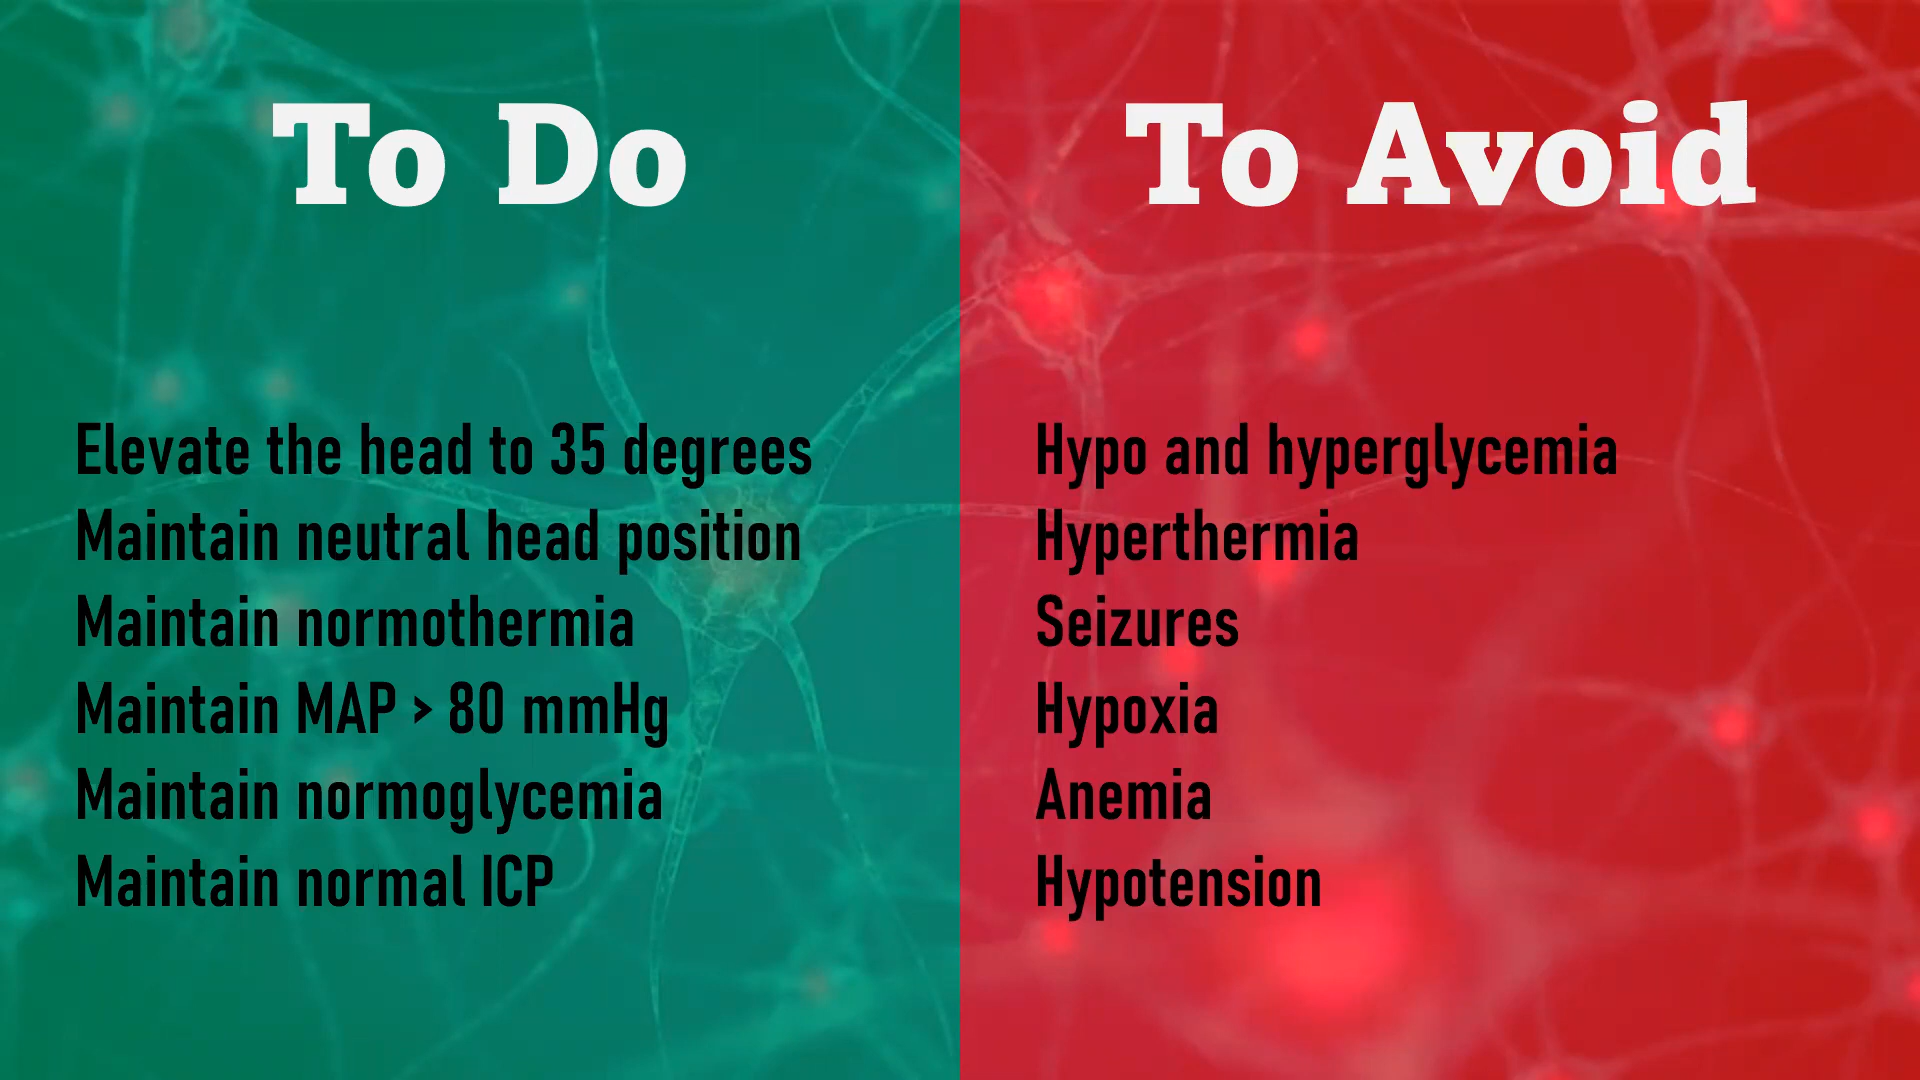 To Do
Elevate the head to 35 degrees
Maintain neutral head position
Maintain normothermia
Maintain MAP > 80 mmHg
Maintain normoglycemia
Maintain normal ICP
To Avoid
Hypo and hyperglycemia
Hyperthermia
Seizures
Hypoxia
Anemia
Hypotension